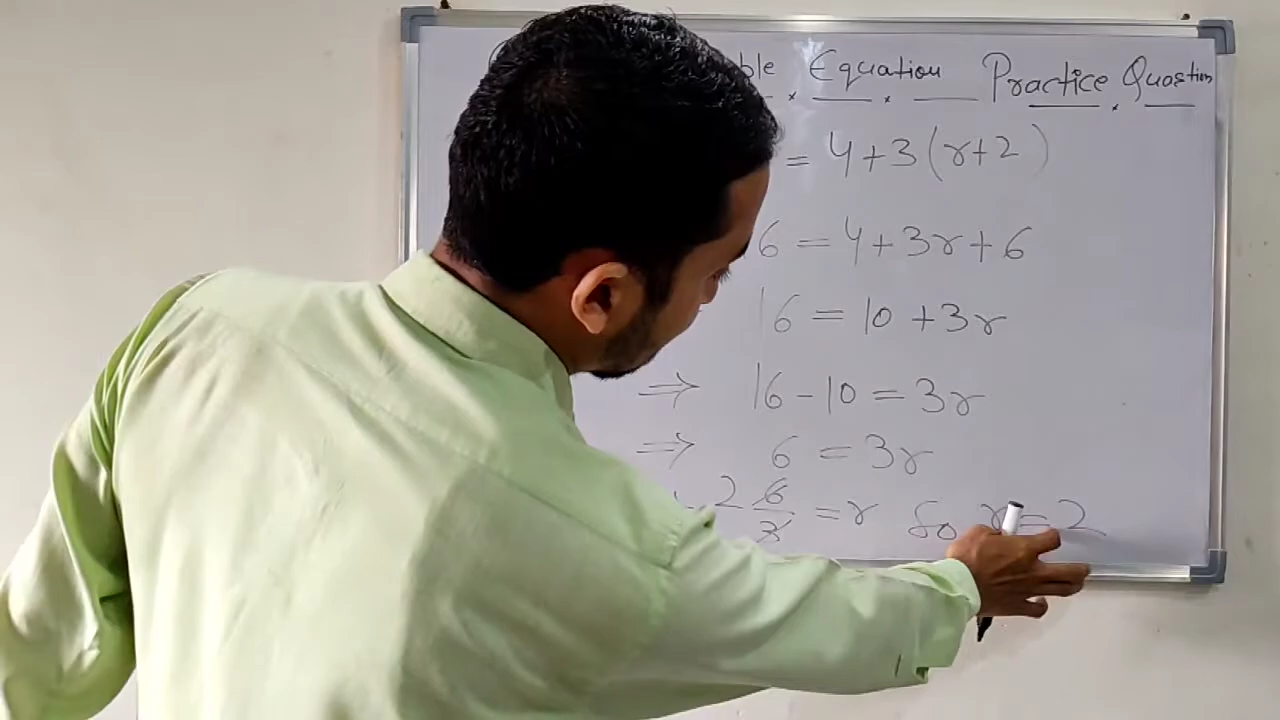 Equation Practice Question
= 4+3(r+2)
6 = 4+3r+6
16 = 10 +3r
⇒ 16-10 = 3r
⇒ 6 = 3r
2 6/3 = r So r=2